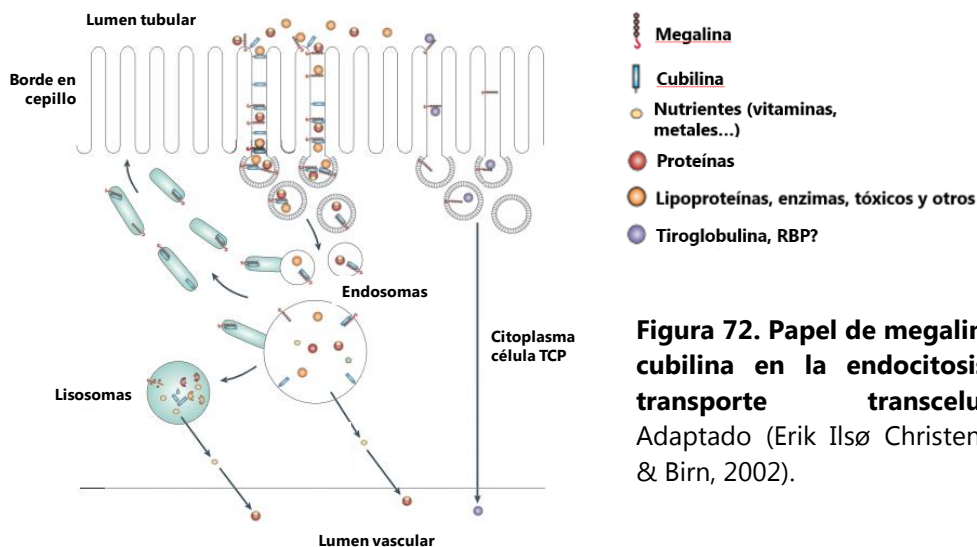 Lumen tubular
Borde en
cepillo
Endosomas
Citoplasma
célula TCP
Lisosomas
Lumen vascular
Megalina
Cubilina
Nutrientes (vitaminas,
metales...)
Proteínas
Lipoproteínas, enzimas, tóxicos y otros
Tiroglobulina, RBP?
Figura 72. Papel de megalin
cubilina en la endocitosis
transporte transcelu
Adaptado (Erik Ilsø Christen
& Birn, 2002).